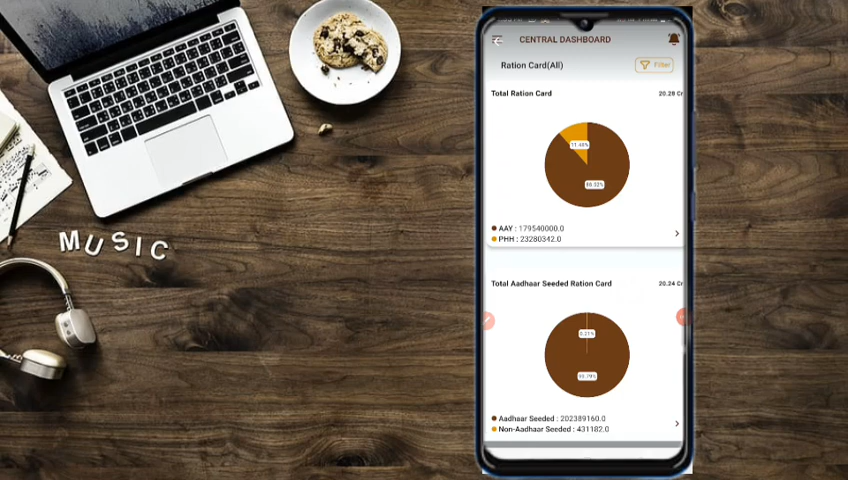 MUSIC
CENTRAL DASHBOARD
Ration Card(All)
Filter
Total Ration Card
20.28 Cr
11.48%
AAY : 179540000.0
PHH : 23280342.0
Total Aadhaar Seeded Ration Card
20.24 Cr
0.21%
99.79%
Aadhaar Seeded : 202389160.0
Non-Aadhaar Seeded : 431182.0